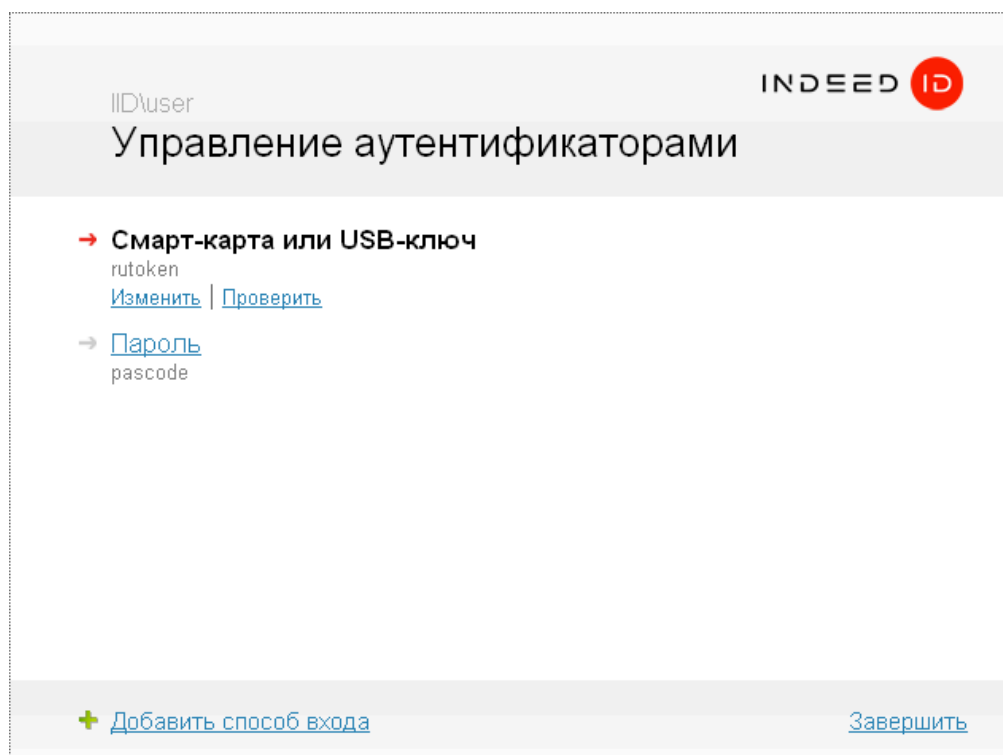 INDEED ID
IID\user
Управление аутентификаторами
Смарт-карта или USB-ключ
rutoken
Изменить | Проверить
Пароль
pascode
Добавить способ входа
Завершить